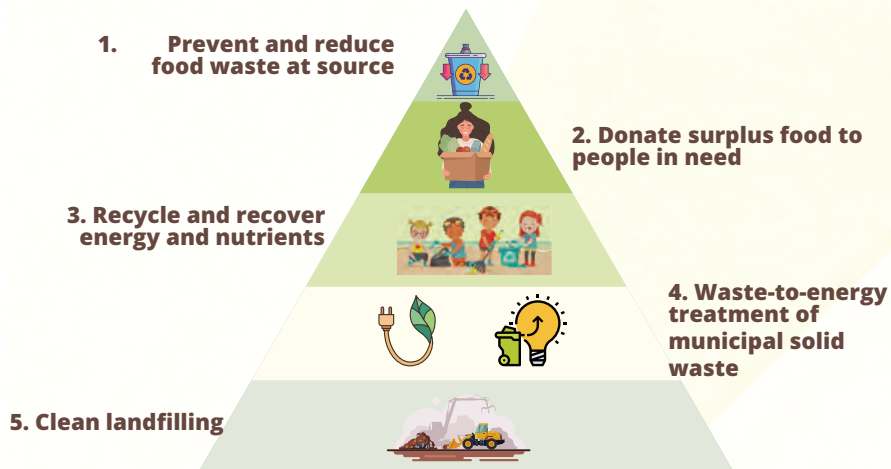 1. Prevent and reduce
food waste at source
2. Donate surplus food to
people in need
3. Recycle and recover
energy and nutrients
4. Waste-to-energy
treatment of
municipal solid
waste
5. Clean landfilling